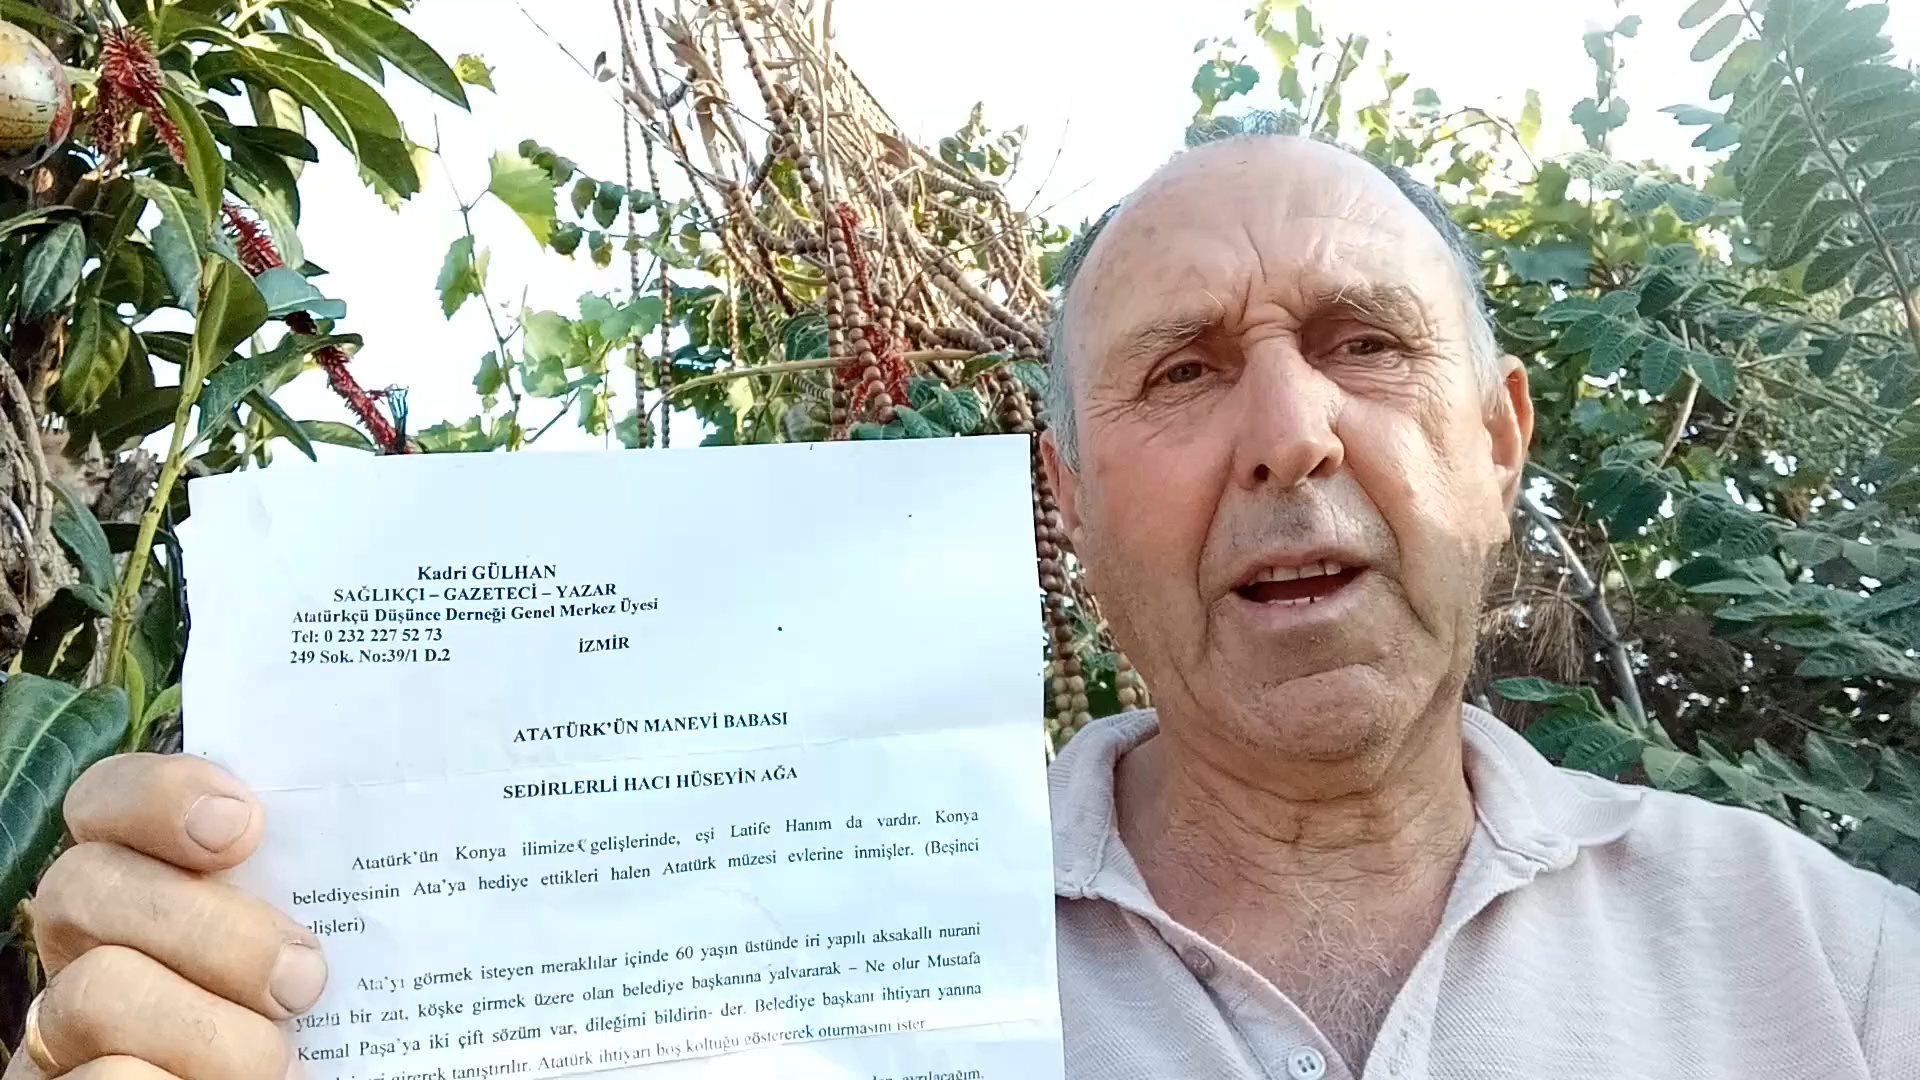 Kadri GÜLHAN
SAĞLIKÇI – GAZETECİ – YAZAR
Atatürkçü Düşünce Derneği Genel Merkez Üyesi
Tel: 0 232 227 52 73
249 Sok. No:39/1 D.2 İZMİR
ATATÜRK'ÜN MANEVİ BABASI
SEDİRLERLİ HACI HÜSEYİN AĞA
Atatürk'ün Konya ilimize gelişlerinde, eşi Latife Hanım da vardır. Konya
belediyesinin Ata'ya hediye ettikleri halen Atatürk müzesi evlerine inmişler. (Beşinci
elişleri)
Ata'yı görmek isteyen meraklılar içinde 60 yaşın üstünde iri yapılı aksakallı nurani
yüzlü bir zat, köşke girmek üzere olan belediye başkanına yalvararak – Ne olur Mustafa
Kemal Paşa'ya iki çift sözüm var, dileğimi bildirin- der. Belediye başkanı ihtiyarı yanına
girerek tanıştırılır. Atatürk ihtiyarı boş koltuğu göstererek oturmasını ister
ayrılacağım.